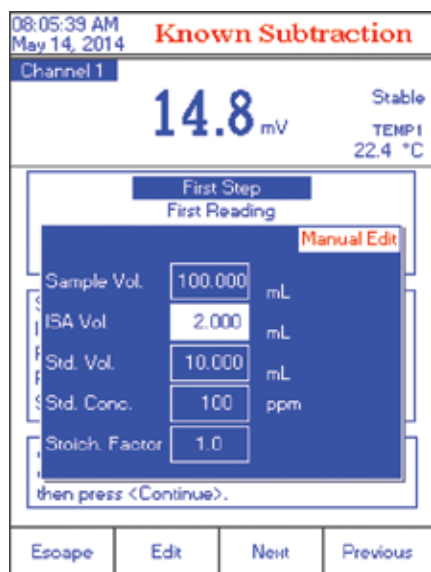 08:05:39 AM
May 14, 2014
Known Subtraction
Channel 1
14.8 mV
Stable
TEMP1
22.4 °C
First Step
First Reading
Manual Edit
Sample Vol. 100.000 mL
ISA Vol 2.000 mL
Std. Vol. 10.000 mL
Std. Conc. 100 ppm
Stoich. Factor 1.0
then press <Continue>.
Escape Edit Next Previous